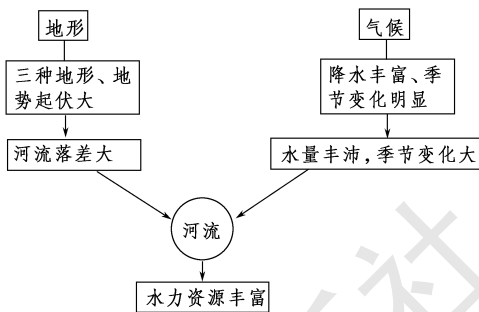 地形
气候
三种地形、地
势起伏大
降水丰富、季
节变化明显
河流落差大
水量丰沛,季节变化大
河流
水力资源丰富
社